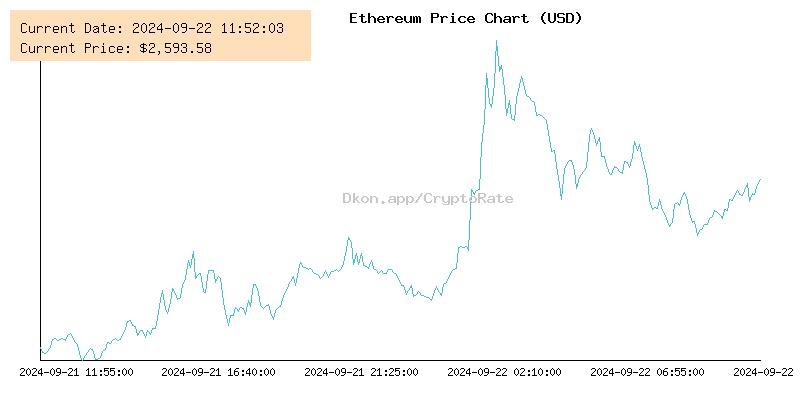 Ethereum Price Chart (USD)
Current Date: 2024-09-22 11:52:03
Current Price: $2,593.58
Dkon.app/CryptoRate
2024-09-21 11:55:00
2024-09-21 16:40:00
2024-09-21 21:25:00
2024-09-22 02:10:00
2024-09-22 06:55:00
2024-09-22